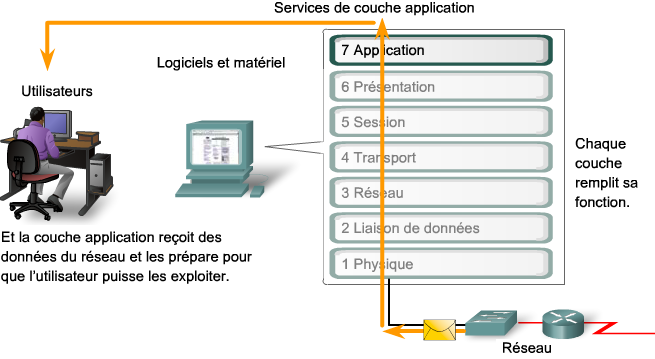 Services de couche application
Utilisateurs
Logiciels et matériel
7 Application
6 Présentation
5 Session
4 Transport
3 Réseau
2 Liaison de données
1 Physique
Chaque
couche
remplit sa
fonction.
Et la couche application reçoit des
données du réseau et les prépare pour
que l'utilisateur puisse les exploiter.
Réseau